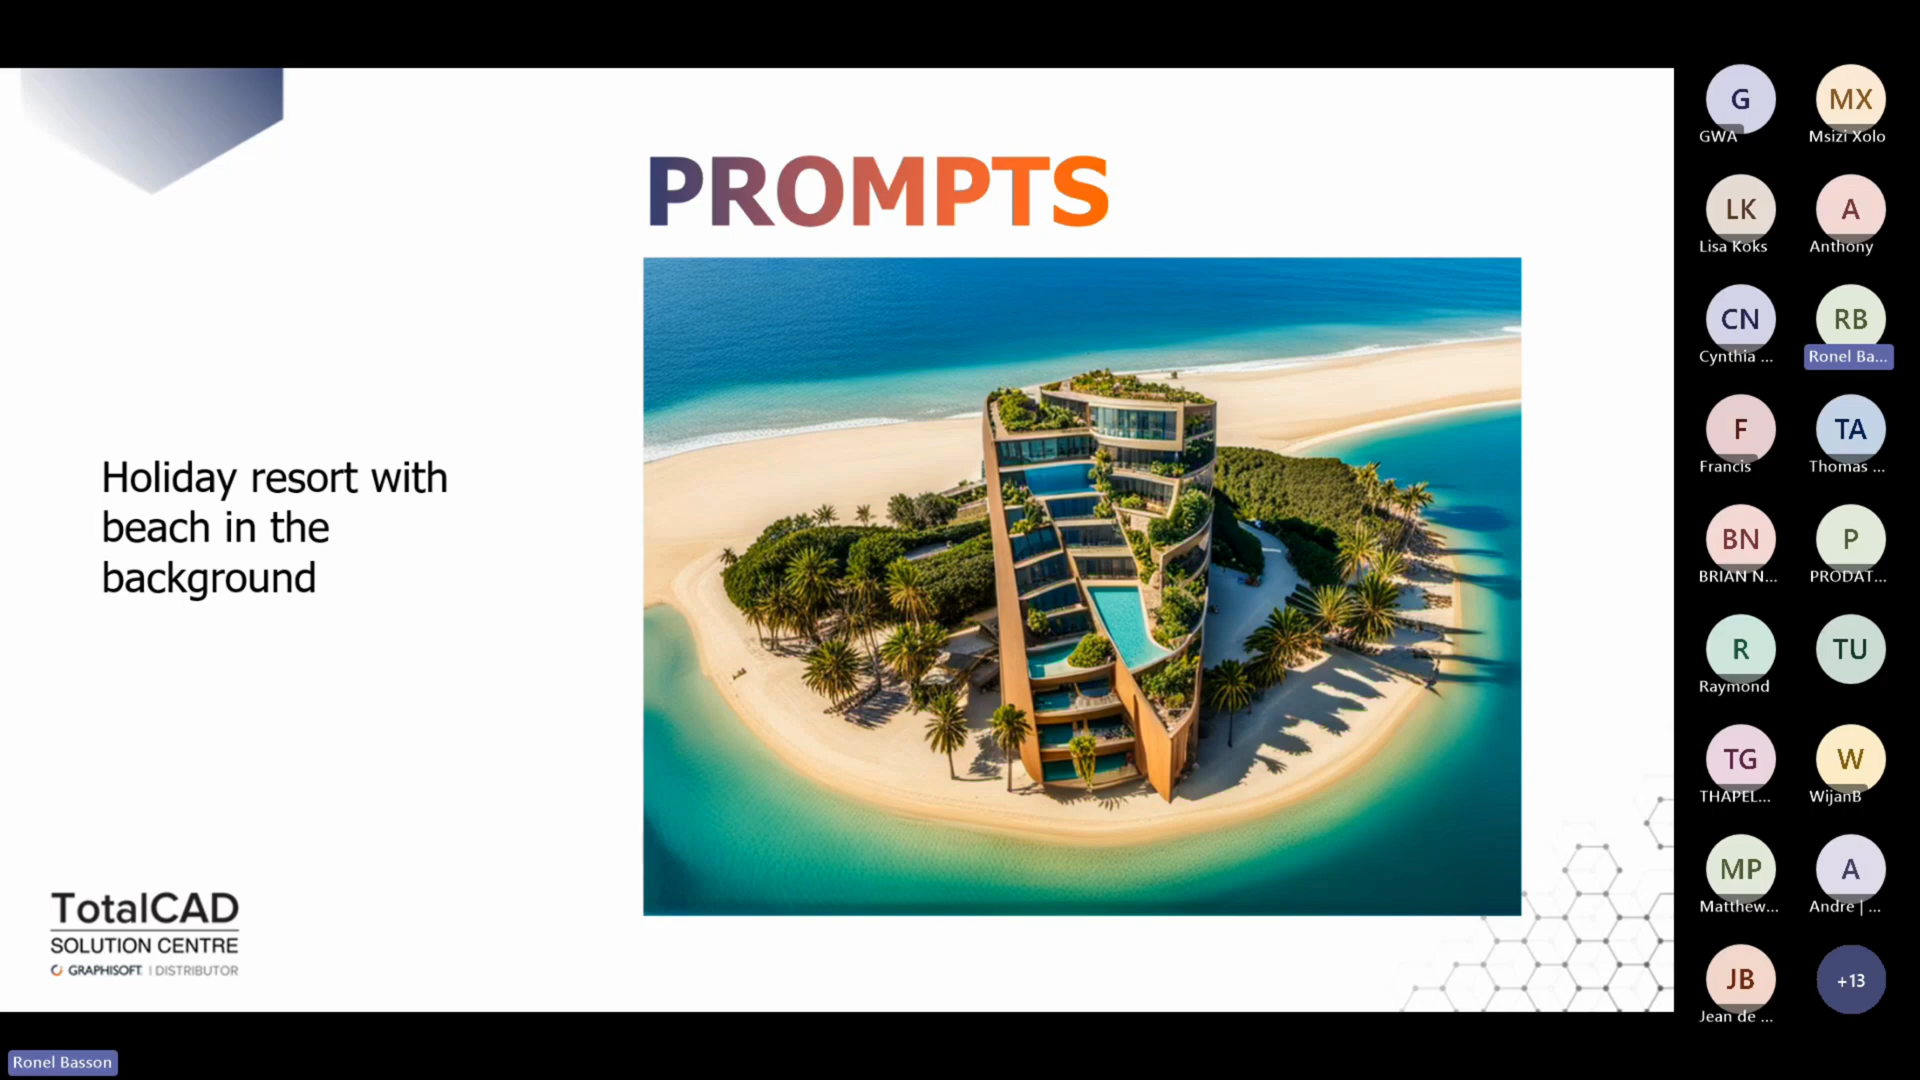 PROMPTS
Holiday resort with
beach in the
background
TotalCAD
SOLUTION CENTRE
GRAPHISOFT | DISTRIBUTOR
Ronel Basson
G
GWA
MX
Msizi Xolo
LK
Lisa Koks
A
Anthony
CN
Cynthia ...
RB
Ronel Ba...
F
Francis
TA
Thomas ...
BN
BRIAN N...
P
PRODAT...
R
Raymond
TU
TG
THAPEL...
W
WijanB
MP
Matthew...
A
Andre | ...
JB
Jean de ...
+13